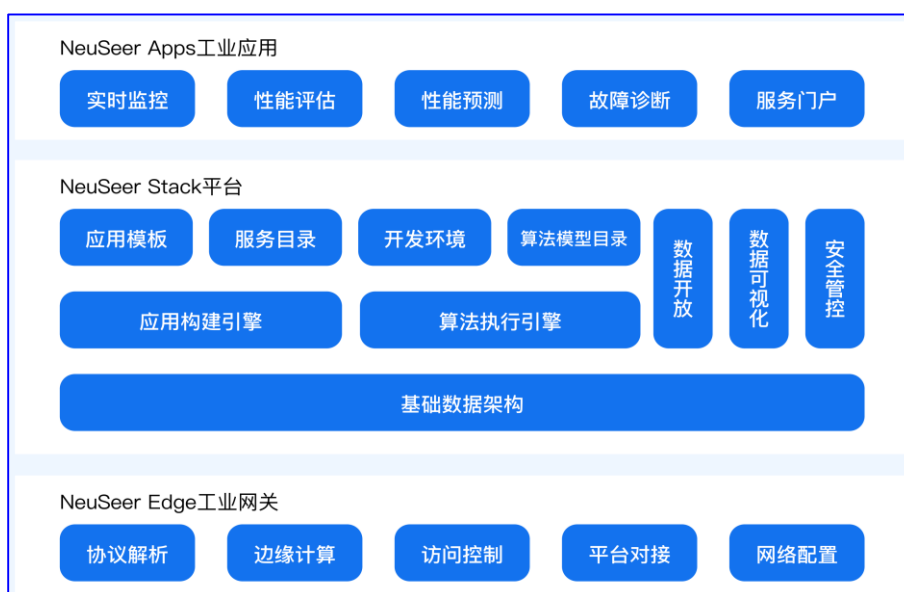 NeuSeer Apps工业应用
实时监控
性能评估
性能预测
故障诊断
服务门户
NeuSeer Stack平台
应用模板
服务目录
开发环境
算法模型目录
数据开放
数据可视化
安全管控
应用构建引擎
算法执行引擎
基础数据架构
NeuSeer Edge工业网关
协议解析
边缘计算
访问控制
平台对接
网络配置